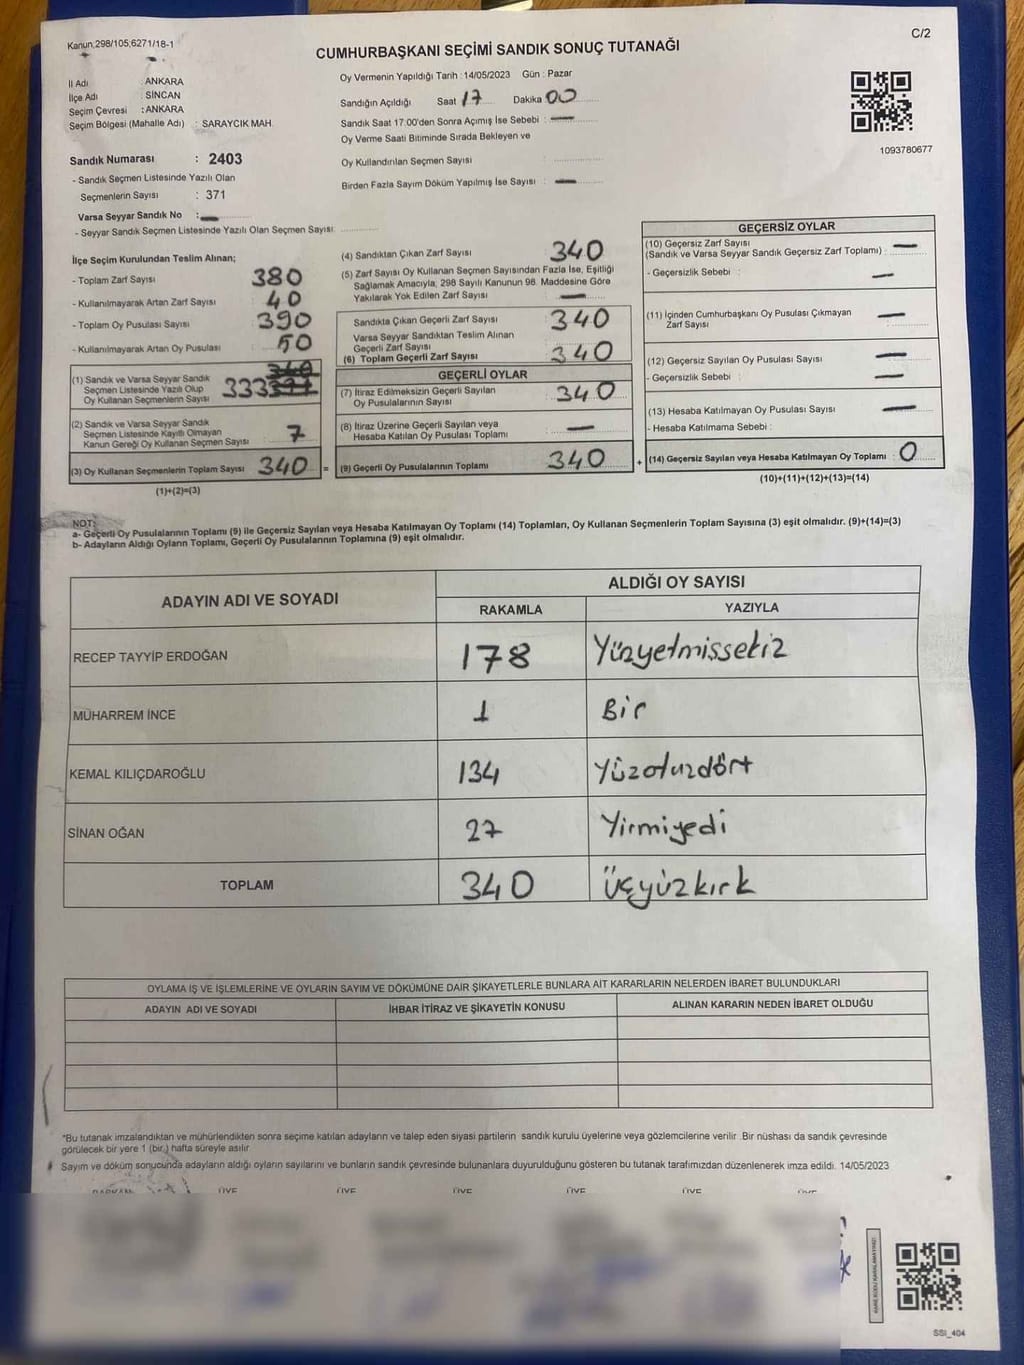 Kanun,298/105;6271/18-1
C/2
CUMHURBAŞKANI SEÇİMİ SANDIK SONUÇ TUTANAĞI
İl Adı : ANKARA
İlçe Adı : SİNCAN
Seçim Çevresi : ANKARA
Seçim Bölgesi (Mahalle Adı) : SARAYCIK MAH.
Sandık Numarası : 2403
- Sandık Seçmen Listesinde Yazılı Olan
Seçmenlerin Sayısı : 371
Varsa Seyyar Sandık No : —
- Seyyar Sandık Seçmen Listesinde Yazılı Olan Seçmen Sayısı:
Oy Vermenin Yapıldığı Tarih : 14/05/2023 Gün : Pazar
Sandığın Açıldığı Saat 17 Dakika 00
Sandık Saat 17:00'den Sonra Açımış İse Sebebi : —
Oy Verme Saati Bitiminde Sırada Bekleyen ve
Oy Kullandırılan Seçmen Sayısı :
Birden Fazla Sayım Döküm Yapılmış İse Sayısı : —
1093780677
İlçe Seçim Kurulundan Teslim Alınan;
- Toplam Zarf Sayısı 380
- Kullanılmayarak Artan Zarf Sayısı 40
- Toplam Oy Pusulası Sayısı 390
- Kullanılmayarak Artan Oy Pusulası 50
(1) Sandık ve Varsa Seyyar Sandık
Seçmen Listesinde Yazılı Olup
Oy Kullanan Seçmenlerin Sayısı 333
(2) Sandık ve Varsa Seyyar Sandık
Seçmen Listesinde Kayıtlı Olmayan
Kanun Gereği Oy Kullanan Seçmen Sayısı 7
(3) Oy Kullanan Seçmenlerin Toplam Sayısı 340 =
(1)+(2)=(3)
(4) Sandıktan Çıkan Zarf Sayısı 340
(5) Zarf Sayısı Oy Kullanan Seçmen Sayısından Fazla İse, Eşitliği
Sağlamak Amacıyla; 298 Sayılı Kanunun 98. Maddesine Göre
Yakılarak Yok Edilen Zarf Sayısı —
Sandıkta Çıkan Geçerli Zarf Sayısı 340
Varsa Seyyar Sandıktan Teslim Alınan
Geçerli Zarf Sayısı
(6) Toplam Geçerli Zarf Sayısı 340
GEÇERLİ OYLAR
(7) İtiraz Edilmeksizin Geçerli Sayılan
Oy Pusulalarının Sayısı 340
(8) İtiraz Üzerine Geçerli Sayılan veya
Hesaba Katılan Oy Pusulası Toplamı —
(9) Geçerli Oy Pusulalarının Toplamı 340 +
GEÇERSİZ OYLAR
(10) Geçersiz Zarf Sayısı
(Sandık ve Varsa Seyyar Sandık Geçersiz Zarf Toplamı) : —
- Geçersizlik Sebebi : —
(11) İçinden Cumhurbaşkanı Oy Pusulası Çıkmayan
Zarf Sayısı —
(12) Geçersiz Sayılan Oy Pusulası Sayısı —
- Geçersizlik Sebebi : —
(13) Hesaba Katılmayan Oy Pusulası Sayısı —
- Hesaba Katılmama Sebebi :
(14) Geçersiz Sayılan veya Hesaba Katılmayan Oy Toplamı : 0
(10)+(11)+(12)+(13)=(14)
NOT:
a- Geçerli Oy Pusulalarının Toplamı (9) ile Geçersiz Sayılan veya Hesaba Katılmayan Oy Toplamı (14) Toplamları, Oy Kullanan Seçmenlerin Toplam Sayısına (3) eşit olmalıdır. (9)+(14)=(3)
b- Adayların Aldığı Oyların Toplamı, Geçerli Oy Pusulalarının Toplamına (9) eşit olmalıdır.
ADAYIN ADI VE SOYADI
ALDIĞI OY SAYISI
RAKAMLA YAZIYLA
RECEP TAYYİP ERDOĞAN 178 Yüzyetmissekiz
MUHARREM İNCE 1 Bir
KEMAL KILIÇDAROĞLU 134 Yüzotuzdört
SİNAN OĞAN 27 Yirmiyedi
TOPLAM 340 Üçyüzkırk
OYLAMA İŞ VE İŞLEMLERİNE VE OYLARIN SAYIM VE DÖKÜMÜNE DAİR ŞİKAYETLERLE BUNLARA AİT KARARLARIN NELERDEN İBARET BULUNDUKLARI
ADAYIN ADI VE SOYADI İHBAR İTİRAZ VE ŞİKAYETİN KONUSU ALINAN KARARIN NEDEN İBARET OLDUĞU
*Bu tutanak imzalandıktan ve mühürlendikten sonra seçime katılan adayların ve talep eden siyasi partilerin sandık kurulu üyelerine veya gözlemcilerine verilir. Bir nüshası da sandık çevresinde
görülecek bir yere 1 (bir) hafta süreyle asılır.
Sayım ve döküm sonucunda adayların aldığı oyların sayılarını ve bunların sandık çevresinde bulunanlara duyurulduğunu gösteren bu tutanak tarafımızdan düzenlenerek imza edildi. 14/05/2023
BAŞKAN ÜYE ÜYE ÜYE ÜYE ÜYE ÜYE
SSI_404